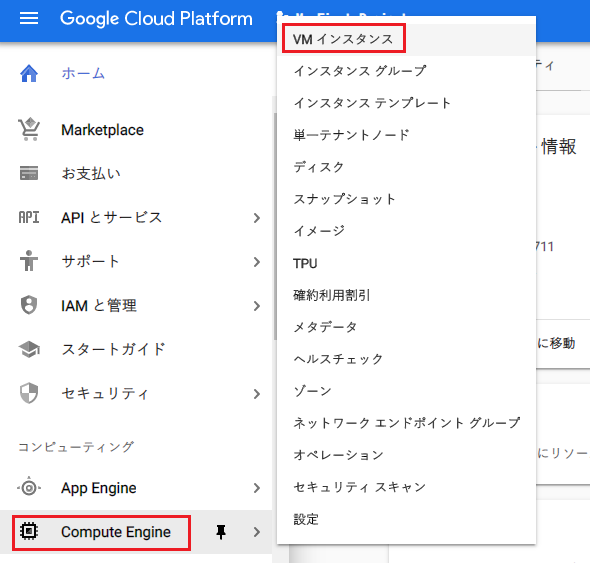 Google Cloud Platform
ホーム
Marketplace
お支払い
API API とサービス
サポート
IAM と管理
スタートガイド
セキュリティ
コンピューティング
App Engine
Compute Engine
VM インスタンス
インスタンス グループ
インスタンス テンプレート
単一テナントノード
ディスク
スナップショット
イメージ
TPU
確約利用割引
メタデータ
ヘルスチェック
ゾーン
ネットワーク エンドポイント グループ
オペレーション
セキュリティ スキャン
設定
ティ
情報
711
に移動
にリソー